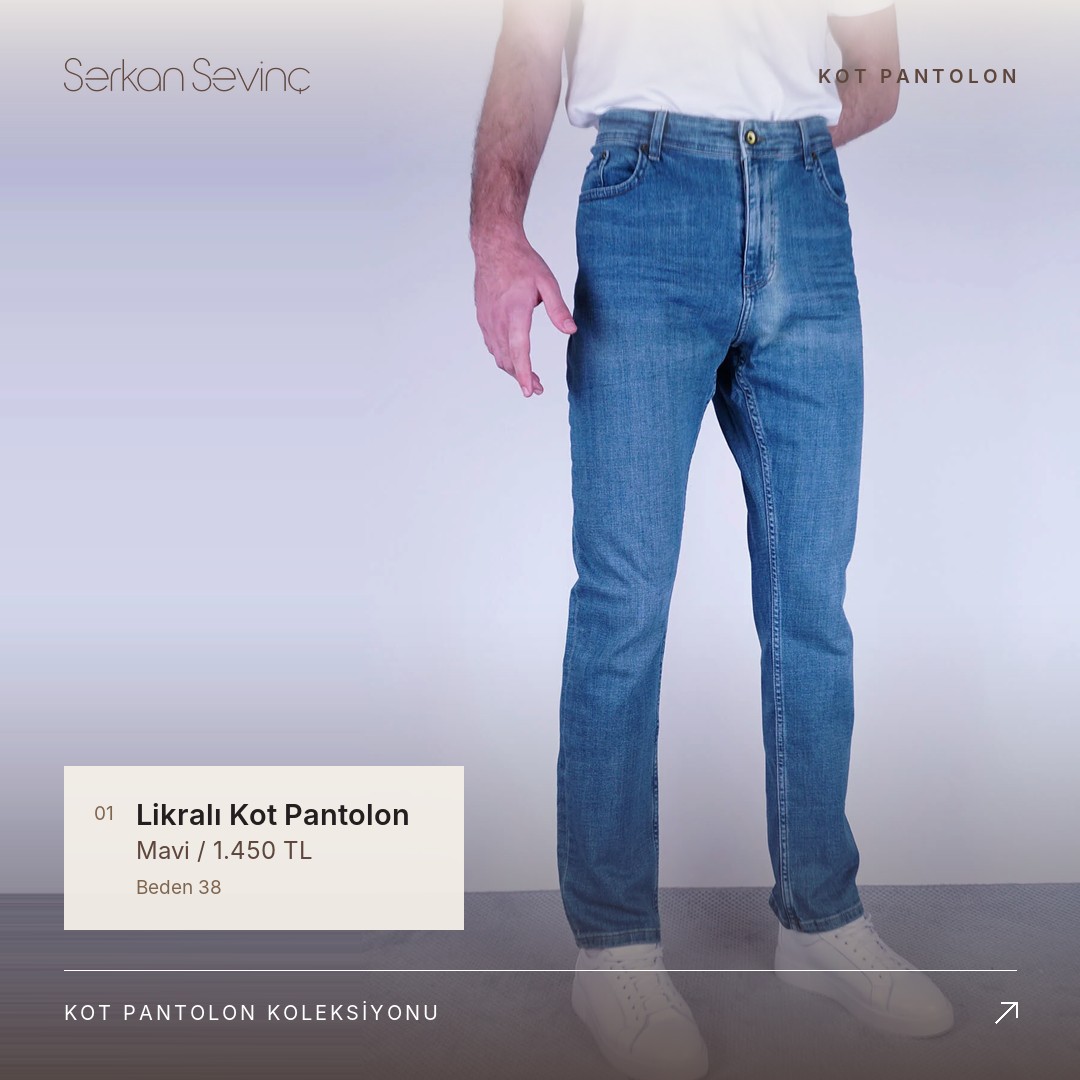 Serkan Sevinç
KOT PANTOLON
01
Likralı Kot Pantolon
Mavi / 1.450 TL
Beden 38
KOT PANTOLON KOLEKSİYONU